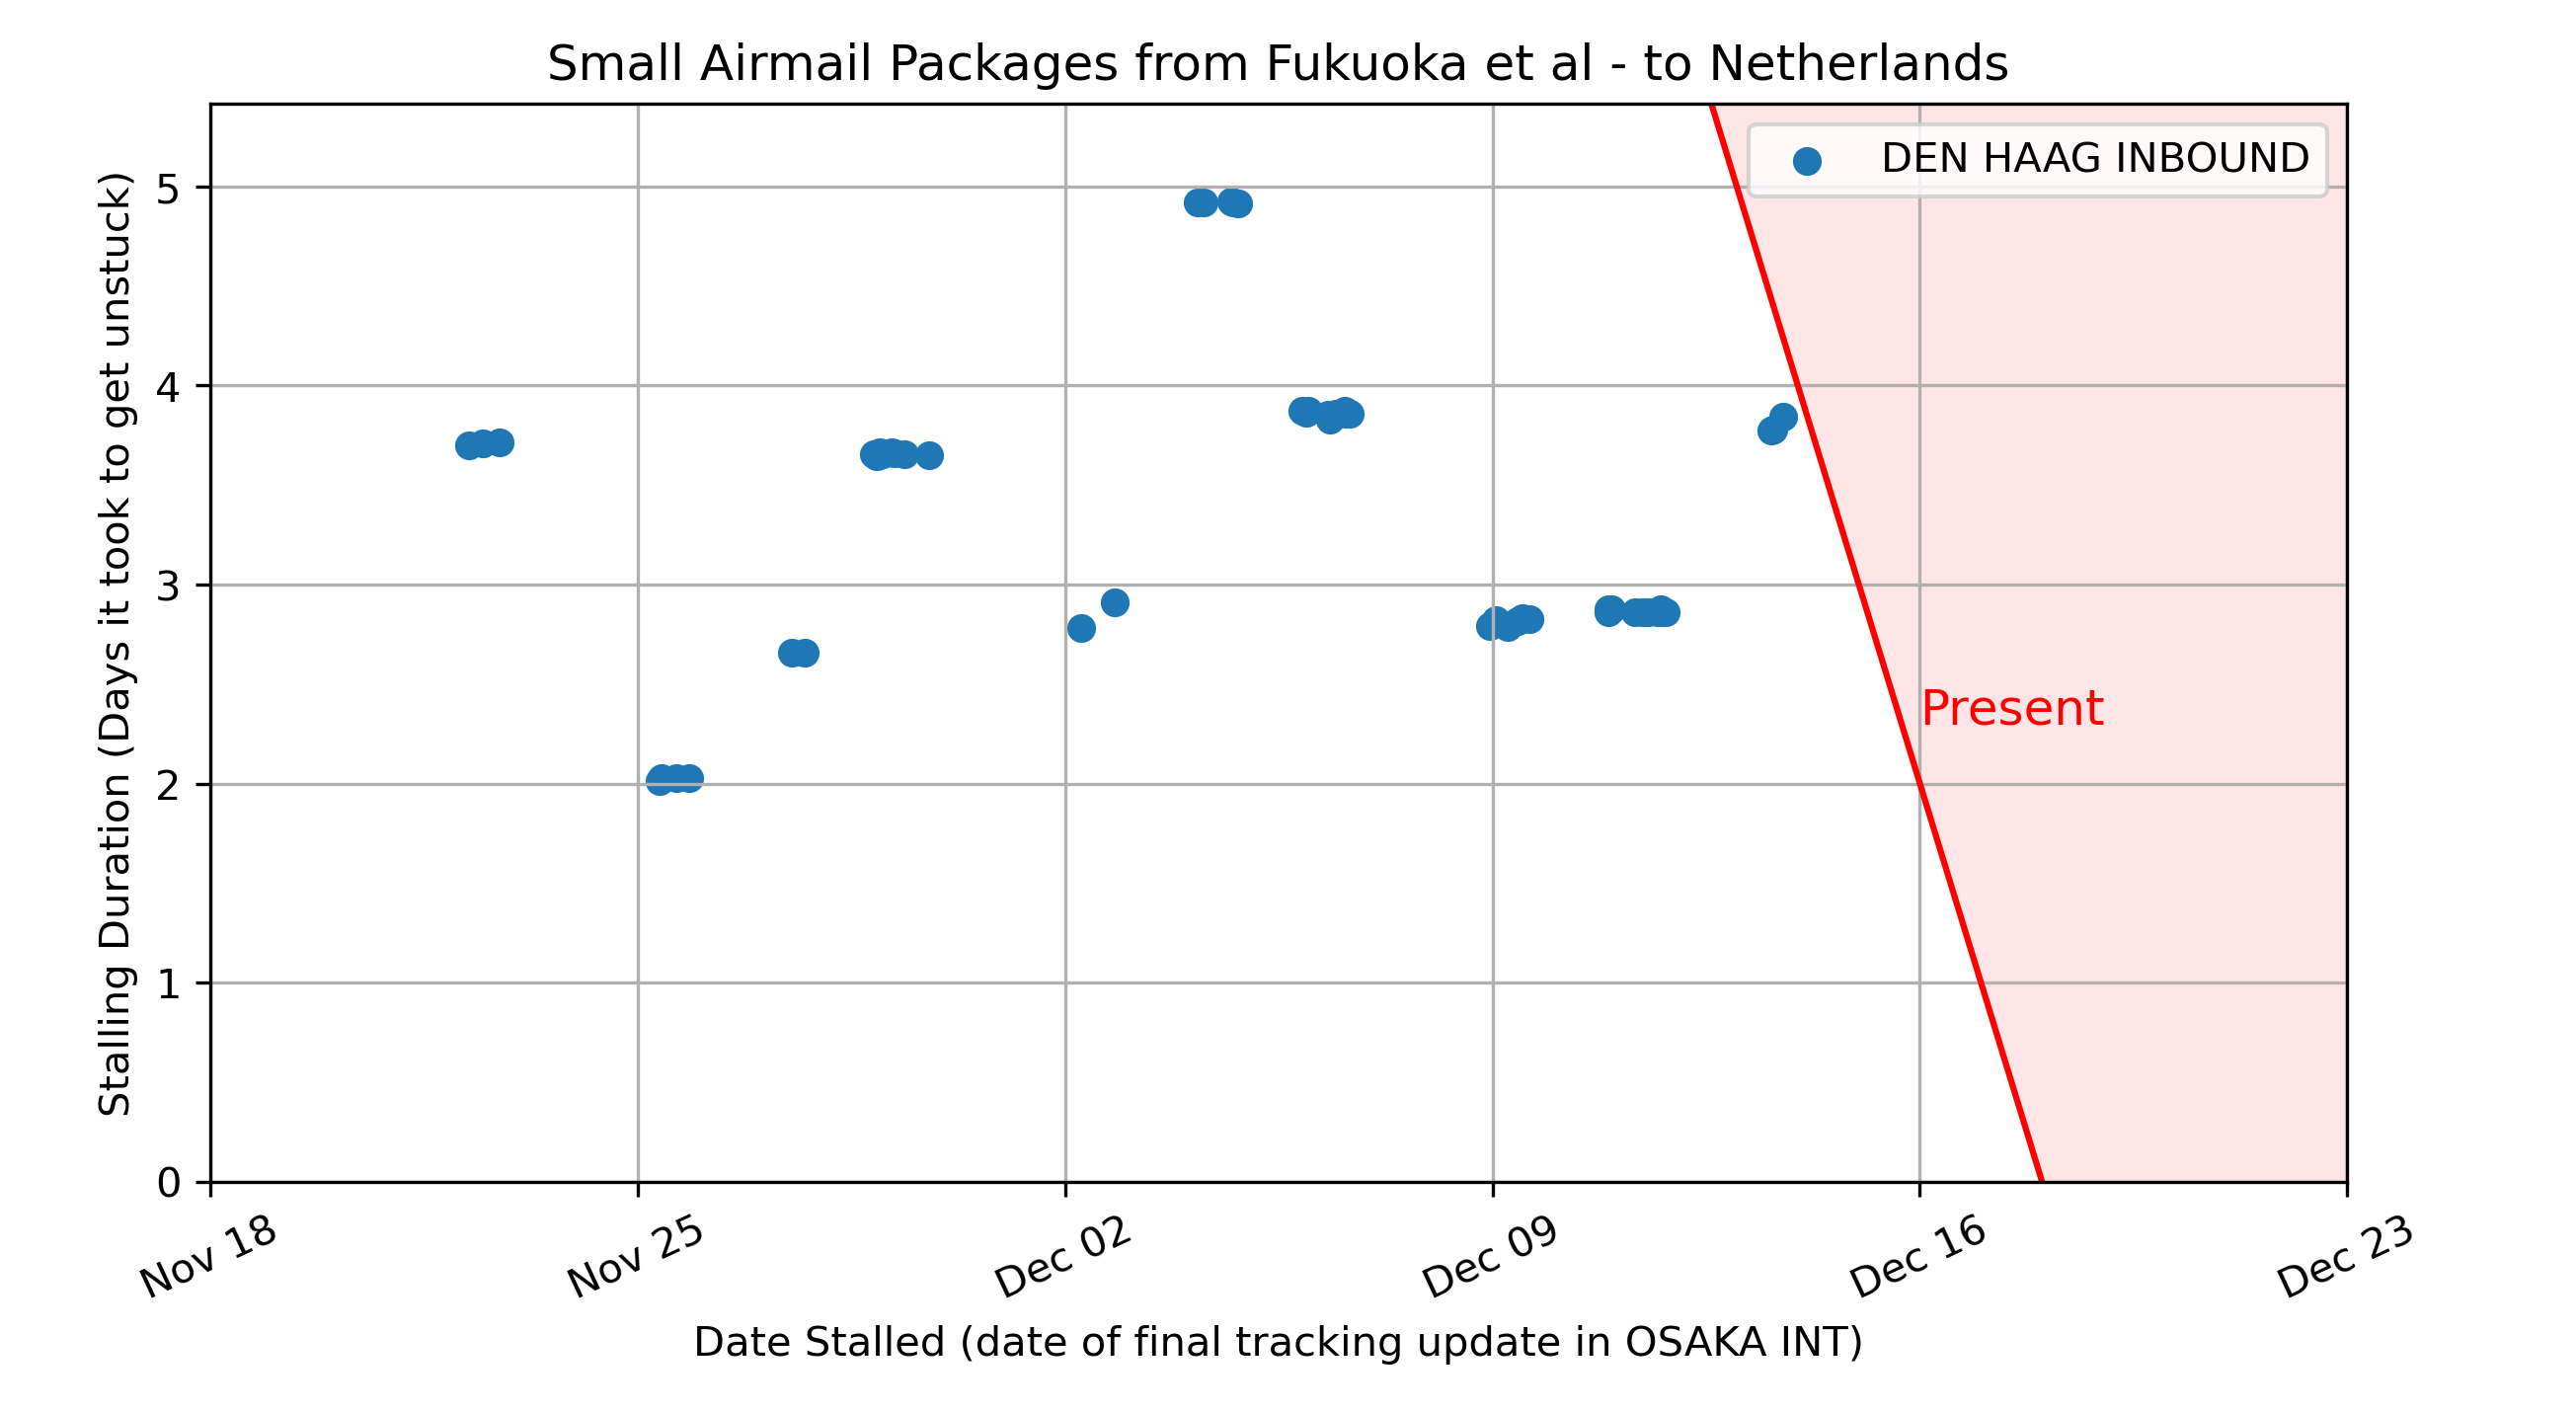 Small Airmail Packages from Fukuoka et al - to Netherlands
DEN HAAG INBOUND
Stalling Duration (Days it took to get unstuck)
5
4
3
2
1
0
Present
Nov 18
Nov 25
Dec 02
Dec 09
Dec 16
Dec 23
Date Stalled (date of final tracking update in OSAKA INT)